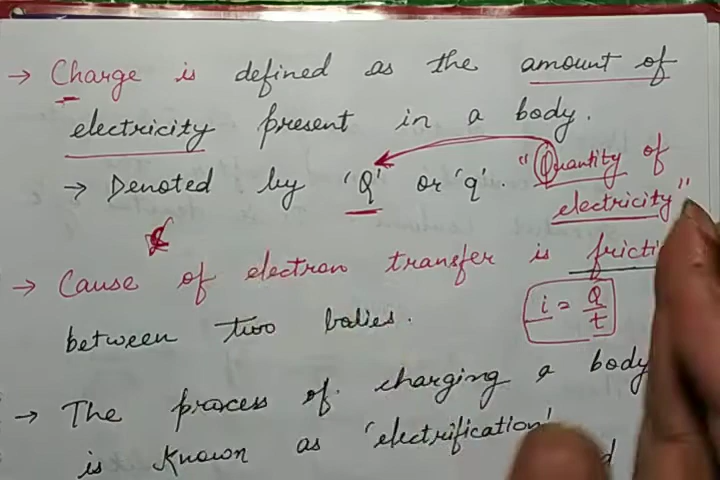 → Charge is defined as the amount of
electricity present in a body.
→ Denoted by 'Q' or 'q'. "Quantity of
electricity"
→ Cause of electron transfer is fricti
between two bodies.
i = Q/t
→ The process of charging a body
is known as 'electrification'